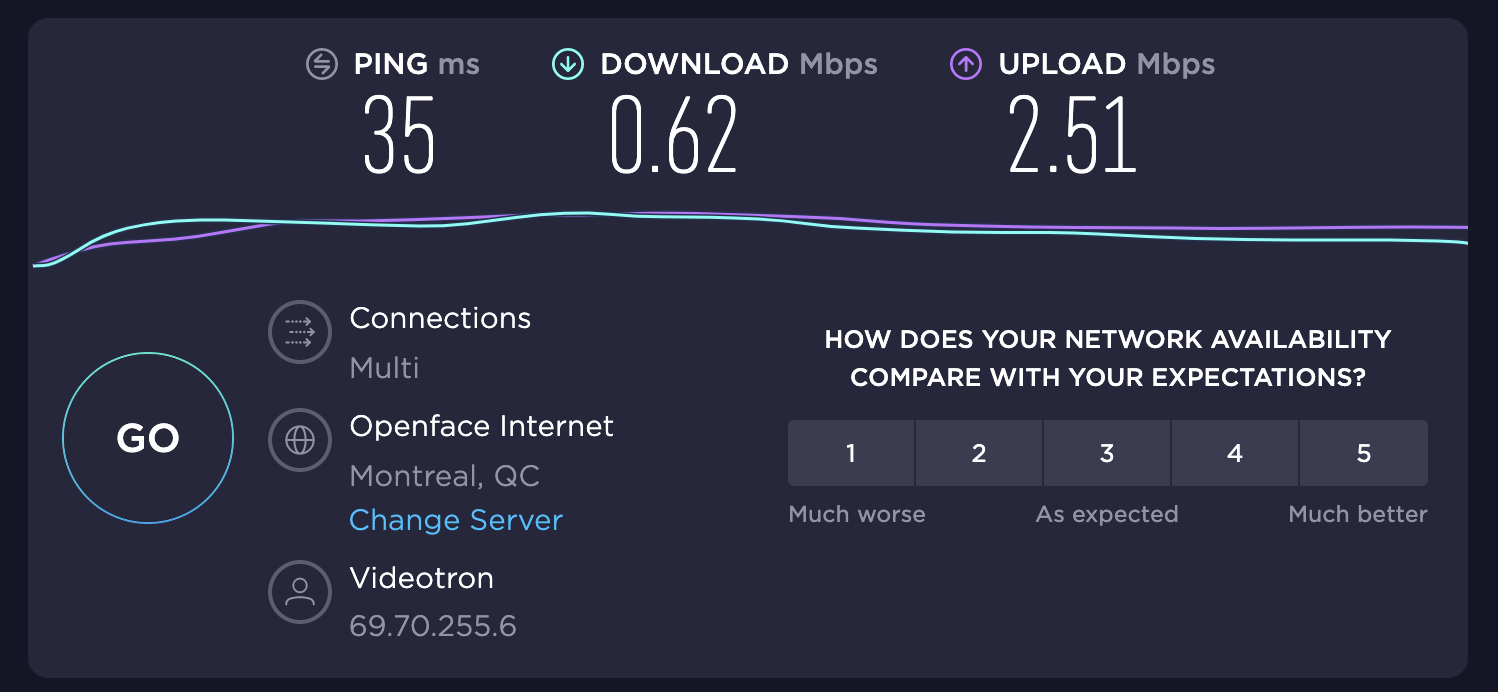 PING ms
DOWNLOAD Mbps
UPLOAD Mbps
35
0.62
2.51
GO
Connections
Multi
Openface Internet
Montreal, QC
Change Server
Videotron
69.70.255.6
HOW DOES YOUR NETWORK AVAILABILITY
COMPARE WITH YOUR EXPECTATIONS?
1
2
3
4
5
Much worse
As expected
Much better